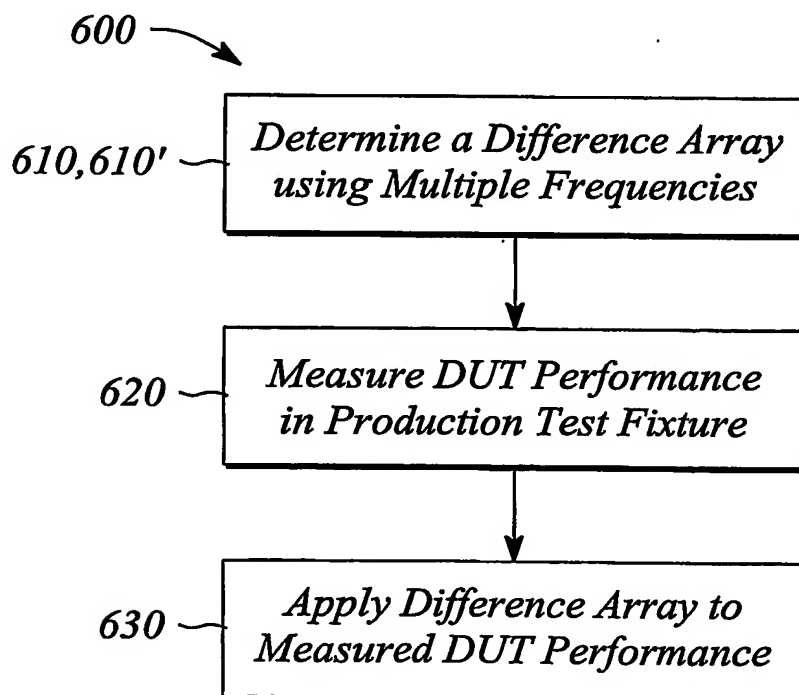 600
610,610'
Determine a Difference Array
using Multiple Frequencies
620
Measure DUT Performance
in Production Test Fixture
630
Apply Difference Array to
Measured DUT Performance